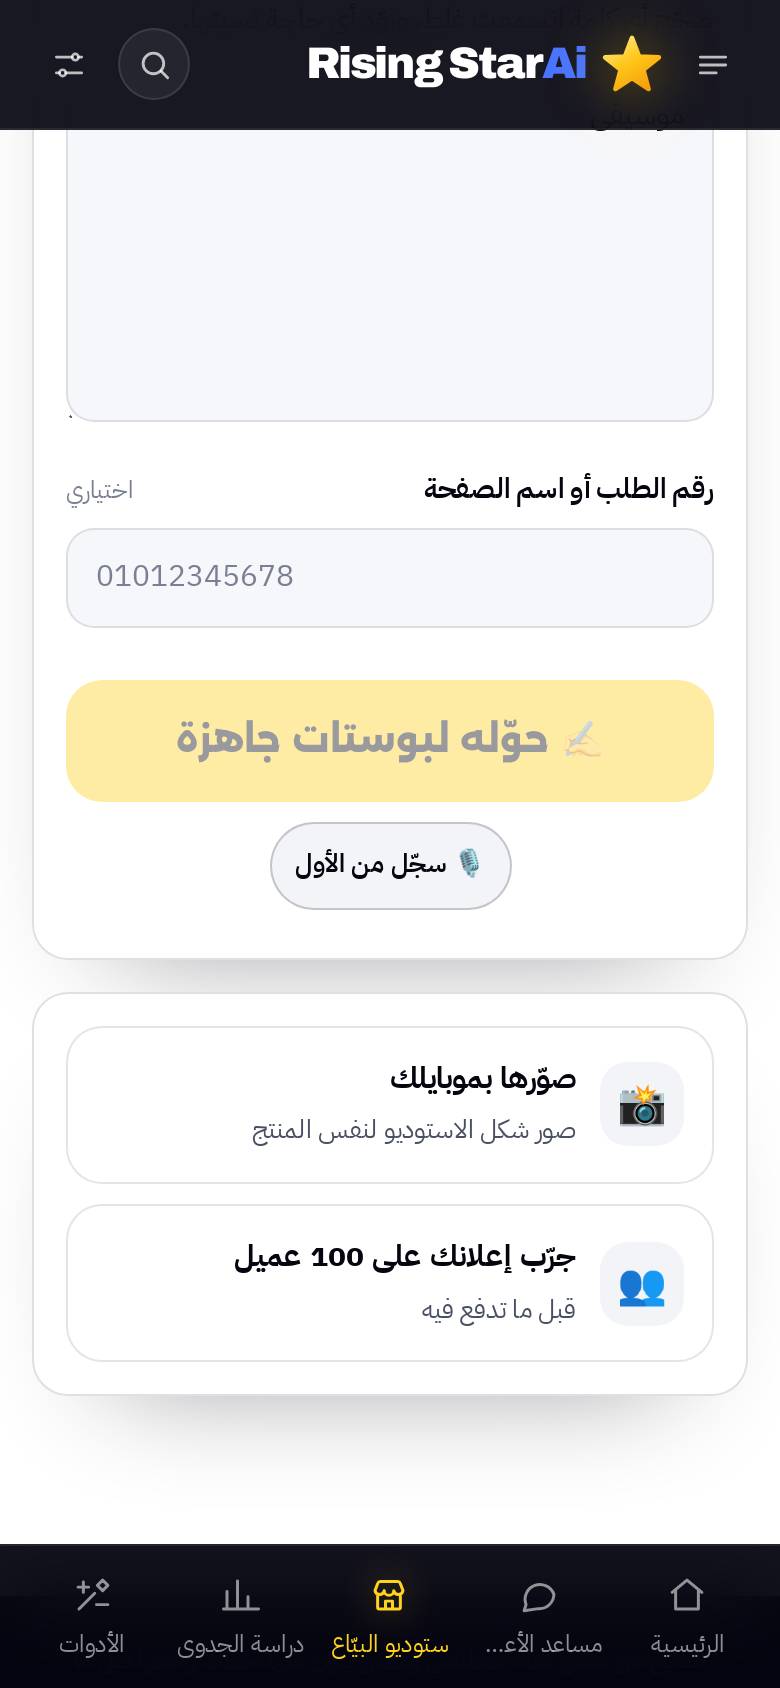 Rising StarAi
موسيقى
رقم الطلب أو اسم الصفحة
اختياري
01012345678
حوّله لبوستات جاهزة
سجّل من الأول
صوّرها بموبايلك
صور شكل الاستوديو لنفس المنتج
جرّب إعلانك على 100 عميل
قبل ما تدفع فيه
الرئيسية
مساعد الأع...
ستوديو البيّاع
دراسة الجدوى
الأدوات